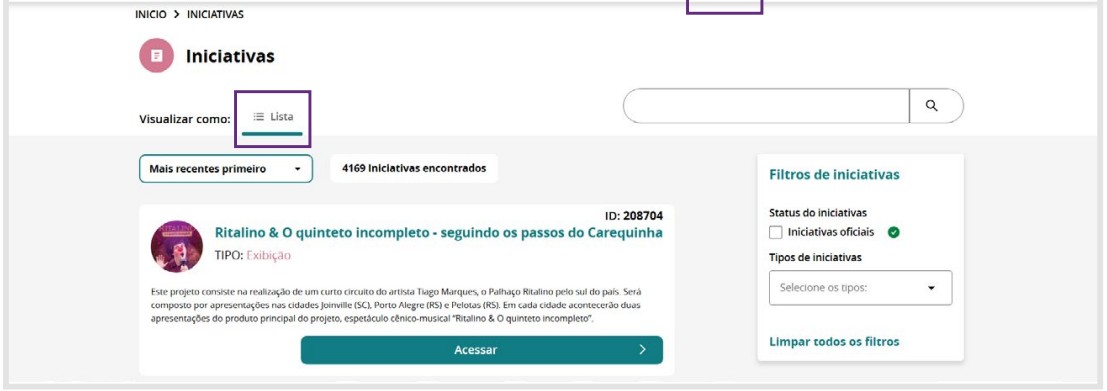 INICIO > INICIATIVAS
Iniciativas
Visualizar como:
Lista
Mais recentes primeiro
4169 Iniciativas encontrados
ID: 208704
Ritalino & O quinteto incompleto - seguindo os passos do Carequinha
TIPO: Exibição
Este projeto consiste na realização de um curto circuito do artista Tiago Marques, o Palhaço Ritalino pelo sul do país. Será
composto por apresentações nas cidades Joinville (SC), Porto Alegre (RS) e Pelotas (RS). Em cada cidade acontecerão duas
apresentações do produto principal do projeto, espetáculo cênico-musical "Ritalino & O quinteto incompleto".
Acessar >
Filtros de iniciativas
Status do iniciativas
Iniciativas oficiais
Tipos de iniciativas
Selecione os tipos:
Limpar todos os filtros